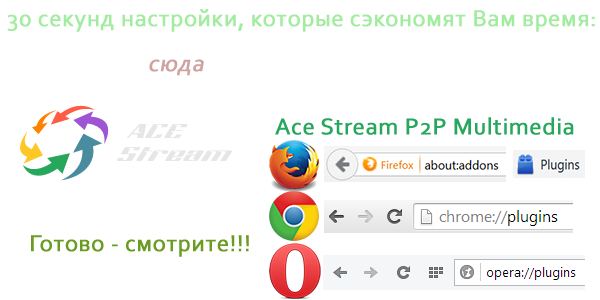 30 секунд настройки, которые сэкономят Вам время:
сюда
ACE
Stream
Ace Stream P2P Multimedia
Firefox about:addons Plugins
chrome://plugins
Готово - смотрите!!!
opera://plugins